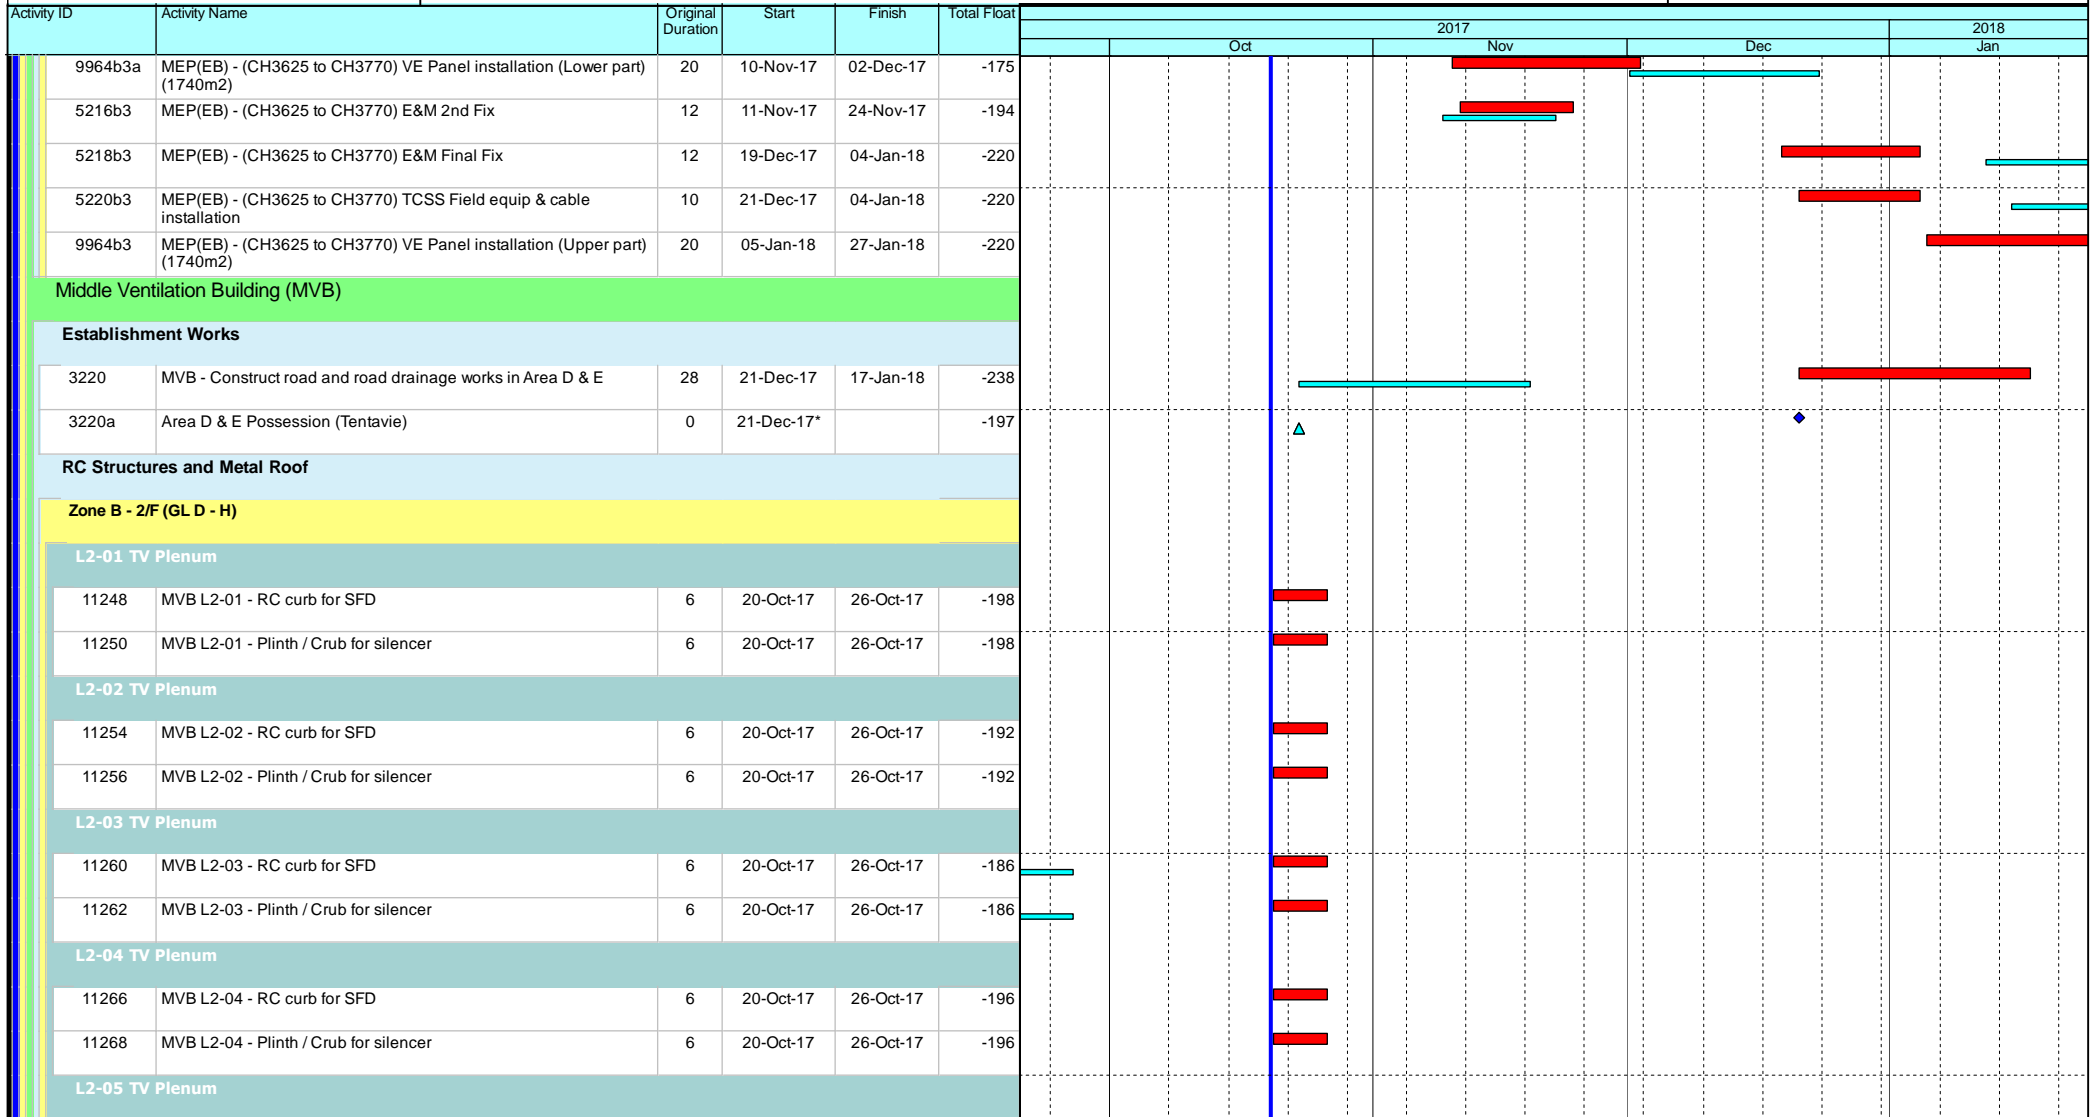 Activity ID Activity Name Original Duration Start Finish Total Float
2017 2018
Oct Nov Dec Jan
9964b3a MEP(EB) - (CH3625 to CH3770) VE Panel installation (Lower part) (1740m2) 20 10-Nov-17 02-Dec-17 -175
5216b3 MEP(EB) - (CH3625 to CH3770) E&M 2nd Fix 12 11-Nov-17 24-Nov-17 -194
5218b3 MEP(EB) - (CH3625 to CH3770) E&M Final Fix 12 19-Dec-17 04-Jan-18 -220
5220b3 MEP(EB) - (CH3625 to CH3770) TCSS Field equip & cable installation 10 21-Dec-17 04-Jan-18 -220
9964b3 MEP(EB) - (CH3625 to CH3770) VE Panel installation (Upper part) (1740m2) 20 05-Jan-18 27-Jan-18 -220
Middle Ventilation Building (MVB)
Establishment Works
3220 MVB - Construct road and road drainage works in Area D & E 28 21-Dec-17 17-Jan-18 -238
3220a Area D & E Possession (Tentavie) 0 21-Dec-17* -197
RC Structures and Metal Roof
Zone B - 2/F (GL D - H)
L2-01 TV Plenum
11248 MVB L2-01 - RC curb for SFD 6 20-Oct-17 26-Oct-17 -198
11250 MVB L2-01 - Plinth / Crub for silencer 6 20-Oct-17 26-Oct-17 -198
L2-02 TV Plenum
11254 MVB L2-02 - RC curb for SFD 6 20-Oct-17 26-Oct-17 -192
11256 MVB L2-02 - Plinth / Crub for silencer 6 20-Oct-17 26-Oct-17 -192
L2-03 TV Plenum
11260 MVB L2-03 - RC curb for SFD 6 20-Oct-17 26-Oct-17 -186
11262 MVB L2-03 - Plinth / Crub for silencer 6 20-Oct-17 26-Oct-17 -186
L2-04 TV Plenum
11266 MVB L2-04 - RC curb for SFD 6 20-Oct-17 26-Oct-17 -196
11268 MVB L2-04 - Plinth / Crub for silencer 6 20-Oct-17 26-Oct-17 -196
L2-05 TV Plenum